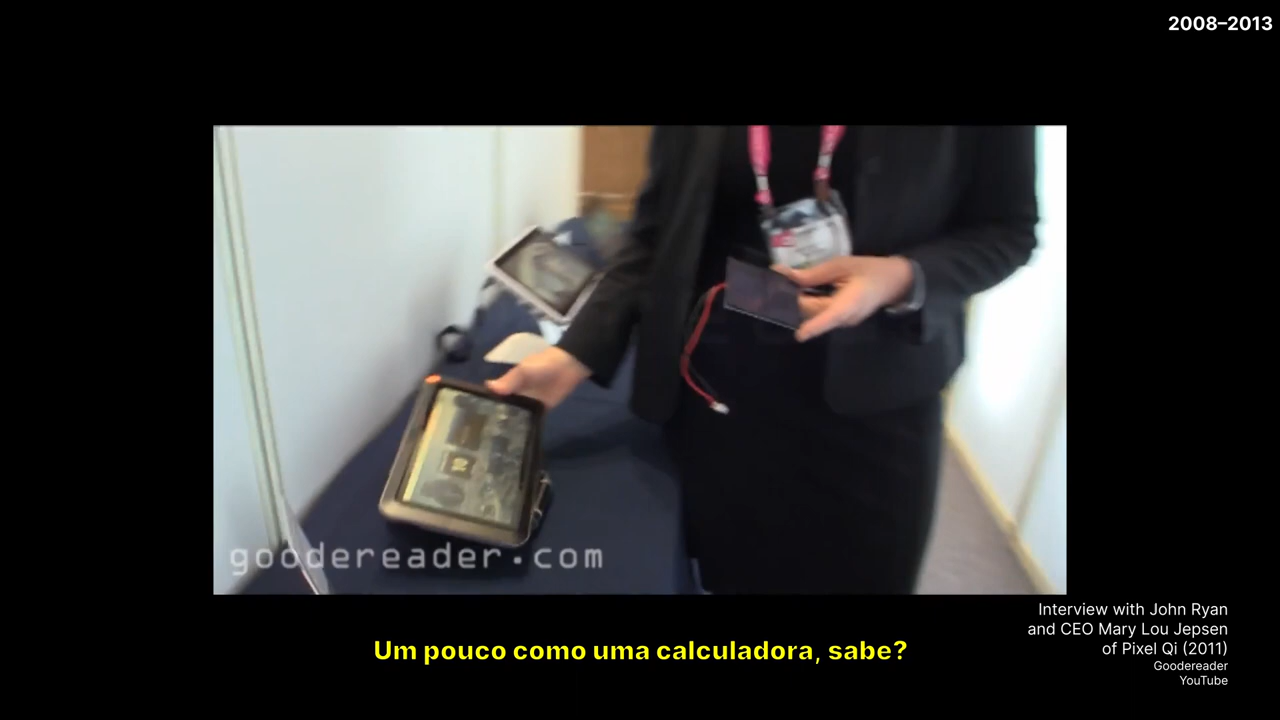 2008–2013
goodereader.com
Um pouco como uma calculadora, sabe?
Interview with John Ryan
and CEO Mary Lou Jepsen
of Pixel Qi (2011)
Goodereader
YouTube